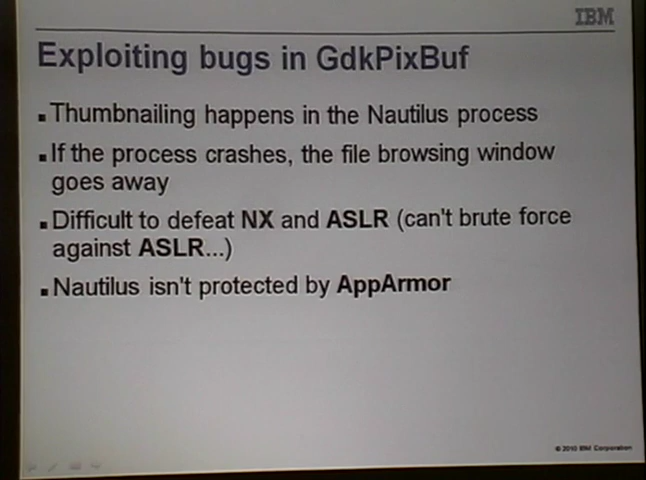 IBM
Exploiting bugs in GdkPixBuf
▪Thumbnailing happens in the Nautilus process
▪If the process crashes, the file browsing window
goes away
▪Difficult to defeat NX and ASLR (can't brute force
against ASLR...)
▪Nautilus isn't protected by AppArmor
© 2010 IBM Corporation